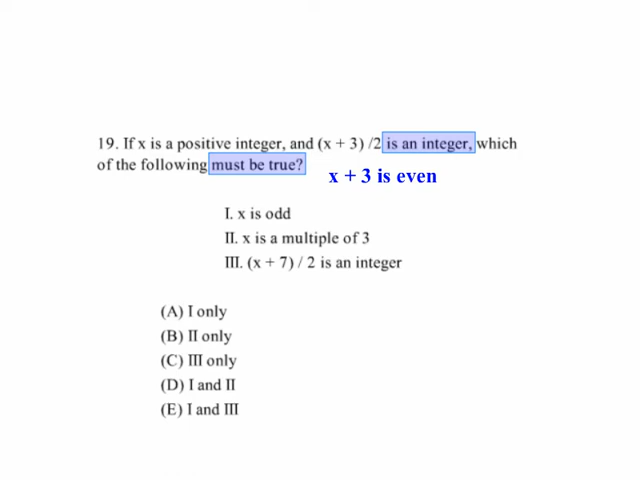 19. If x is a positive integer, and (x + 3) /2 is an integer, which
of the following must be true?
x + 3 is even
I. x is odd
II. x is a multiple of 3
III. (x + 7) / 2 is an integer
(A) I only
(B) II only
(C) III only
(D) I and II
(E) I and III